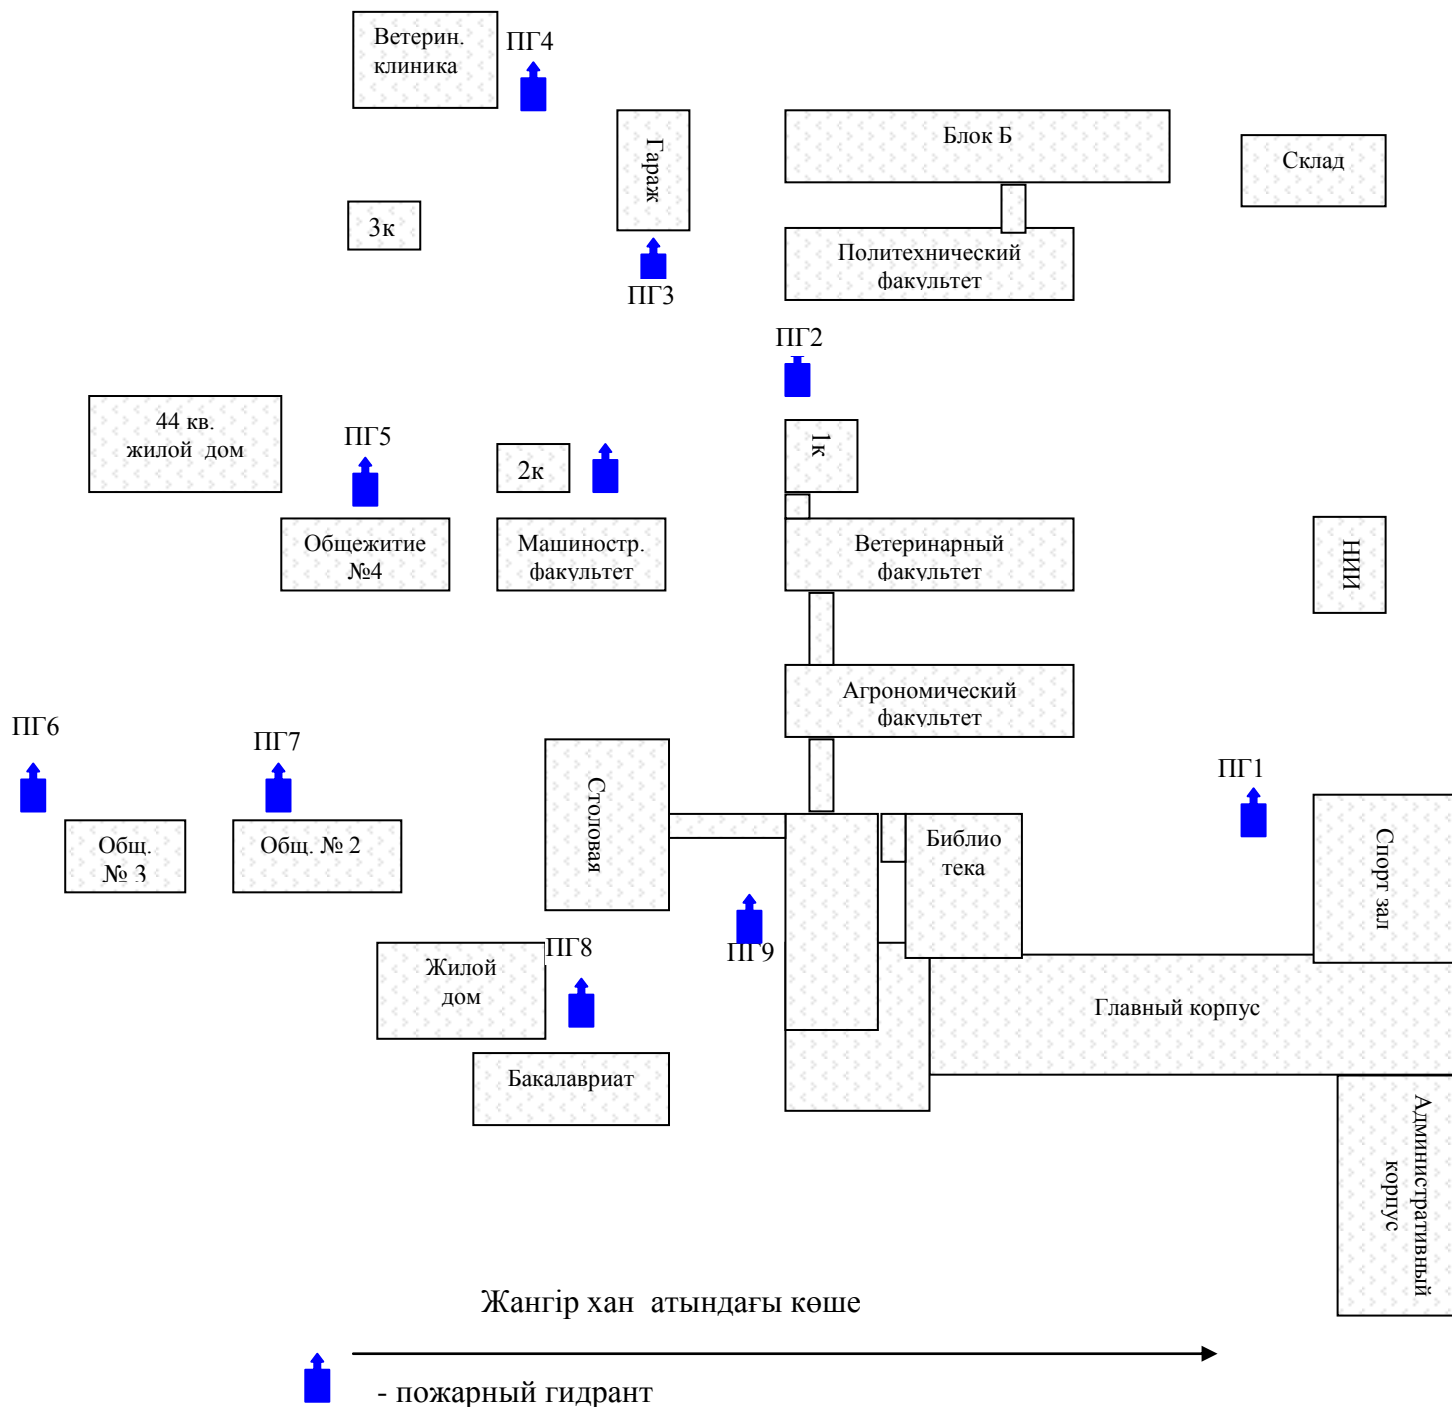 Ветерин.
клиника
ПГ4
Гараж
Блок Б
Склад
3к
Политехнический
факультет
ПГ3
ПГ2
44 кв.
жилой дом
ПГ5
2к
1к
Общежитие
№4
Машиностр.
факультет
Ветеринарный
факультет
НИИ
Агрономический
факультет
ПГ6
ПГ7
Столовая
ПГ1
Общ.
№ 3
Общ. № 2
Библио
тека
Спорт зал
ПГ8
ПГ9
Жилой
дом
Главный корпус
Бакалавриат
Административный
корпус
Жангір хан атындағы көше
- пожарный гидрант